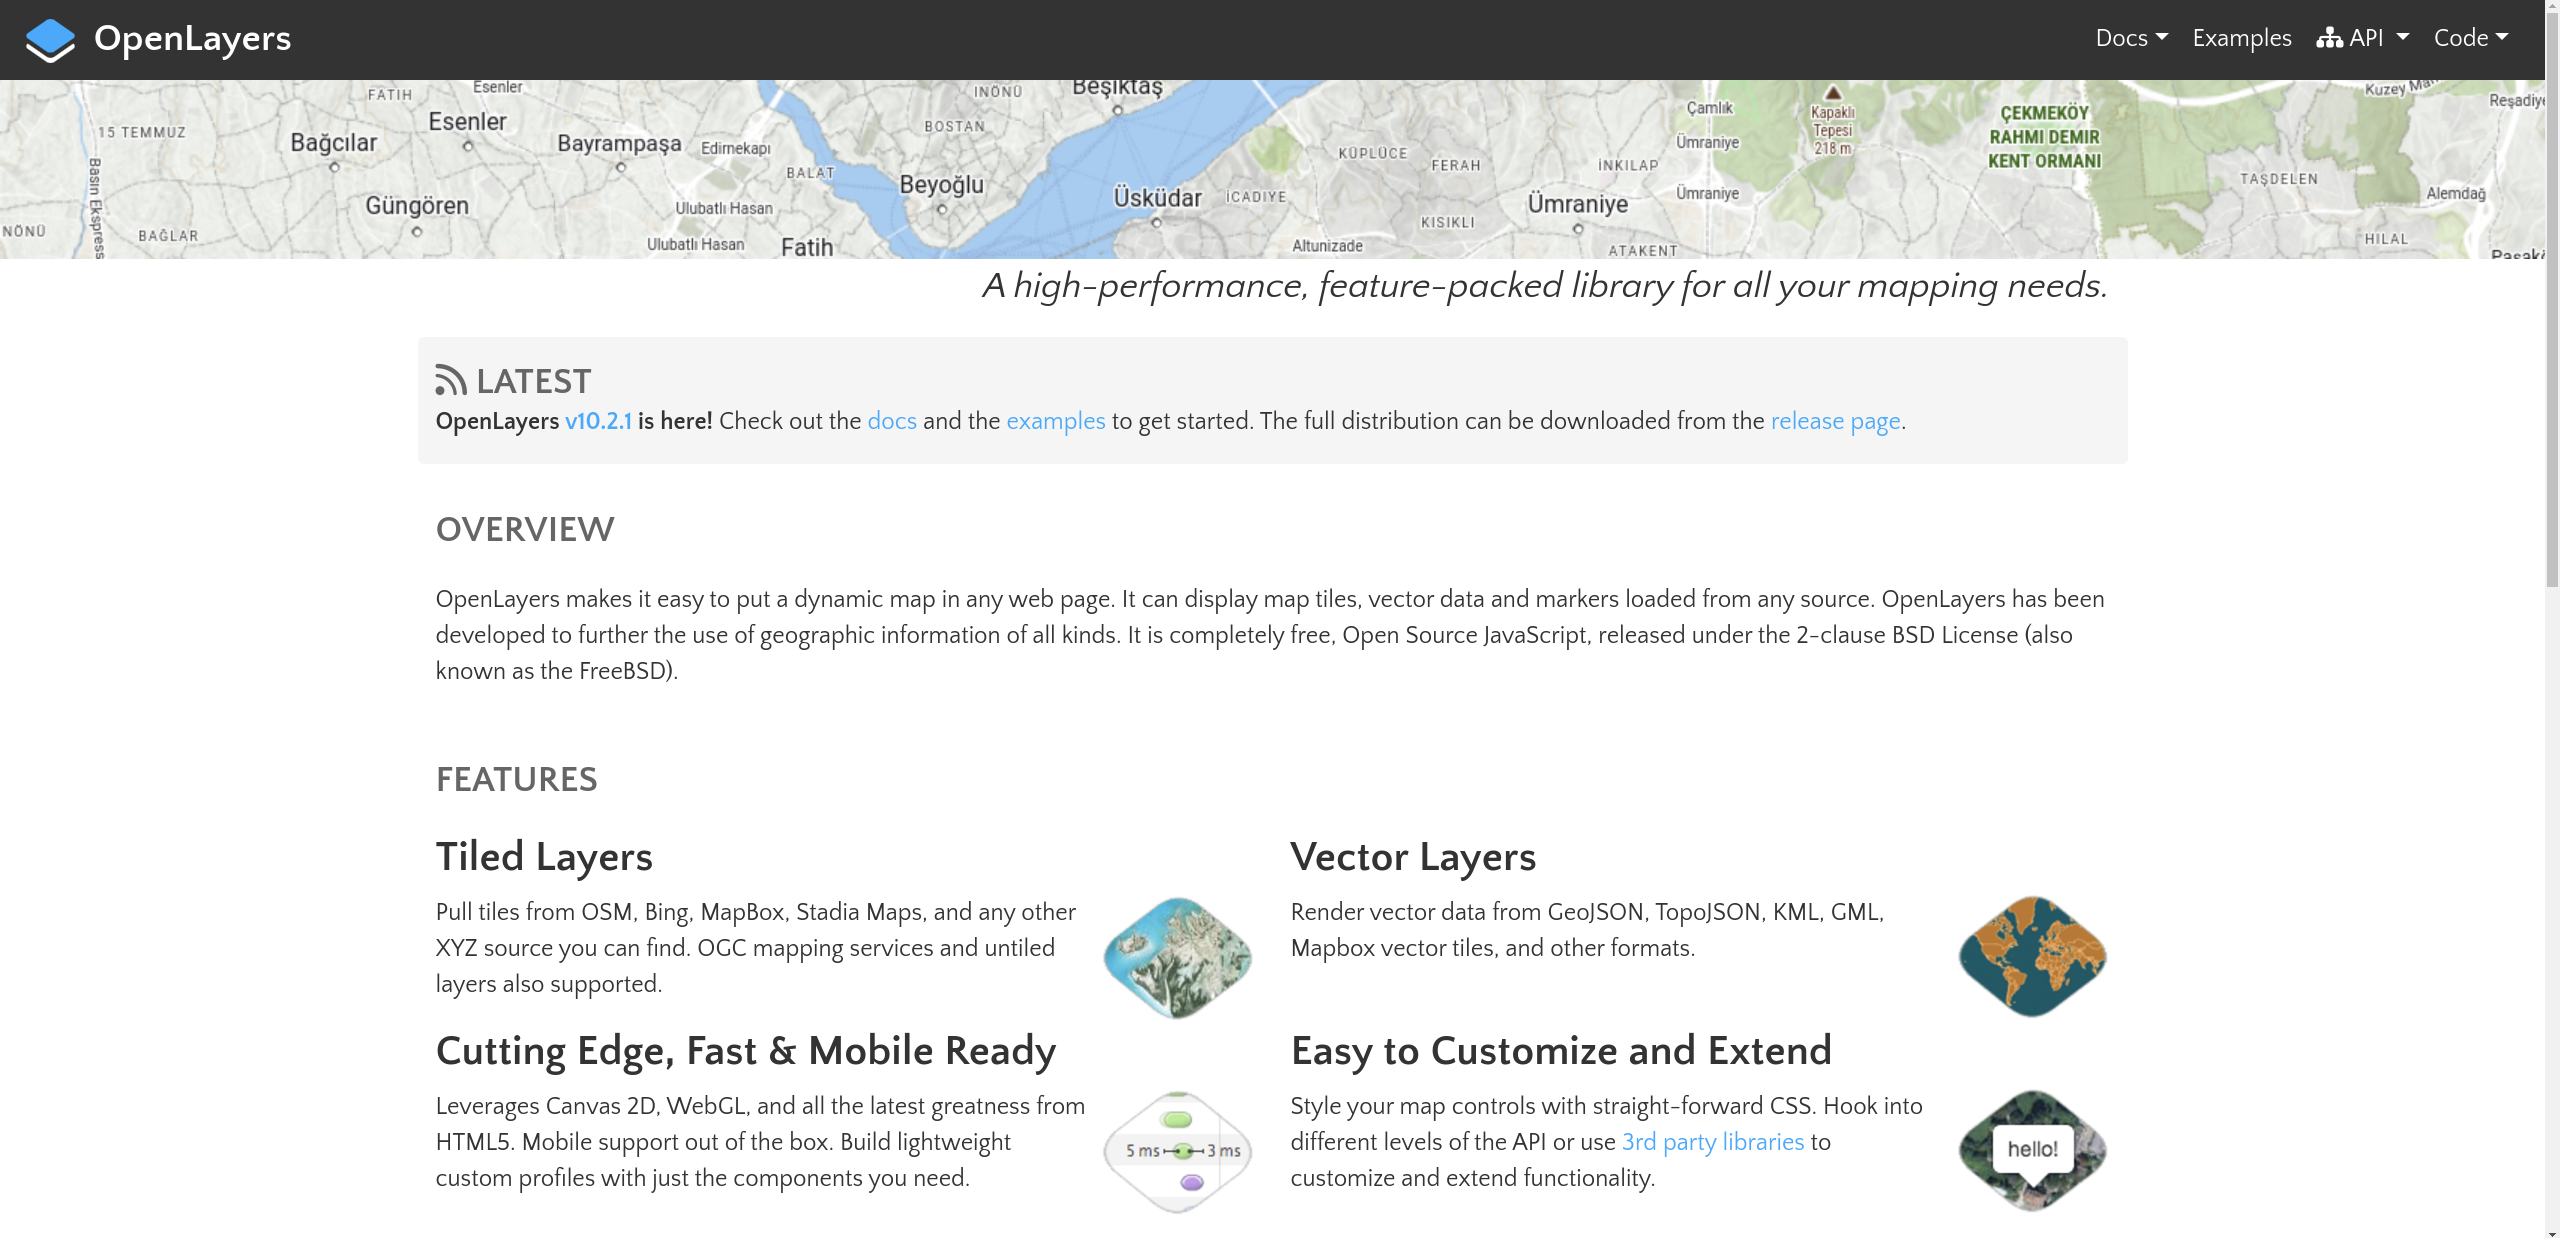 OpenLayers
Docs
Examples
API
Code
FATIH
Esenler
INÖNÜ
Beşiktaş
Çamlık
Kapaklı
Tepesi
218 m
ÇEKMEKÖY
RAHMI DEMIR
KENT ORMANI
15 TEMMUZ
Bağcılar
Esenler
Bayrampaşa
Edirnekapı
BOSTAN
Ümraniye
KÜPLÜCE
FERAH
İNKILAP
BALAT
Beyoğlu
Üsküdar
İCADIYE
Ümraniye
Ümraniye
TAŞDELEN
Alemdağ
Basın Ekspress
Güngören
Ulubatlı Hasan
KISIKLI
NÖNÜ
BAĞLAR
Ulubatlı Hasan
Fatih
Altunizade
ATAKENT
HILAL
A high-performance, feature-packed library for all your mapping needs.
LATEST
OpenLayers v10.2.1 is here! Check out the docs and the examples to get started. The full distribution can be downloaded from the release page.
OVERVIEW
OpenLayers makes it easy to put a dynamic map in any web page. It can display map tiles, vector data and markers loaded from any source. OpenLayers has been
developed to further the use of geographic information of all kinds. It is completely free, Open Source JavaScript, released under the 2-clause BSD License (also
known as the FreeBSD).
FEATURES
Tiled Layers
Pull tiles from OSM, Bing, MapBox, Stadia Maps, and any other
XYZ source you can find. OGC mapping services and untiled
layers also supported.
Vector Layers
Render vector data from GeoJSON, TopoJSON, KML, GML,
Mapbox vector tiles, and other formats.
Cutting Edge, Fast & Mobile Ready
Leverages Canvas 2D, WebGL, and all the latest greatness from
HTML5. Mobile support out of the box. Build lightweight
custom profiles with just the components you need.
5 ms 3 ms
Easy to Customize and Extend
Style your map controls with straight-forward CSS. Hook into
different levels of the API or use 3rd party libraries to
customize and extend functionality.
hello!